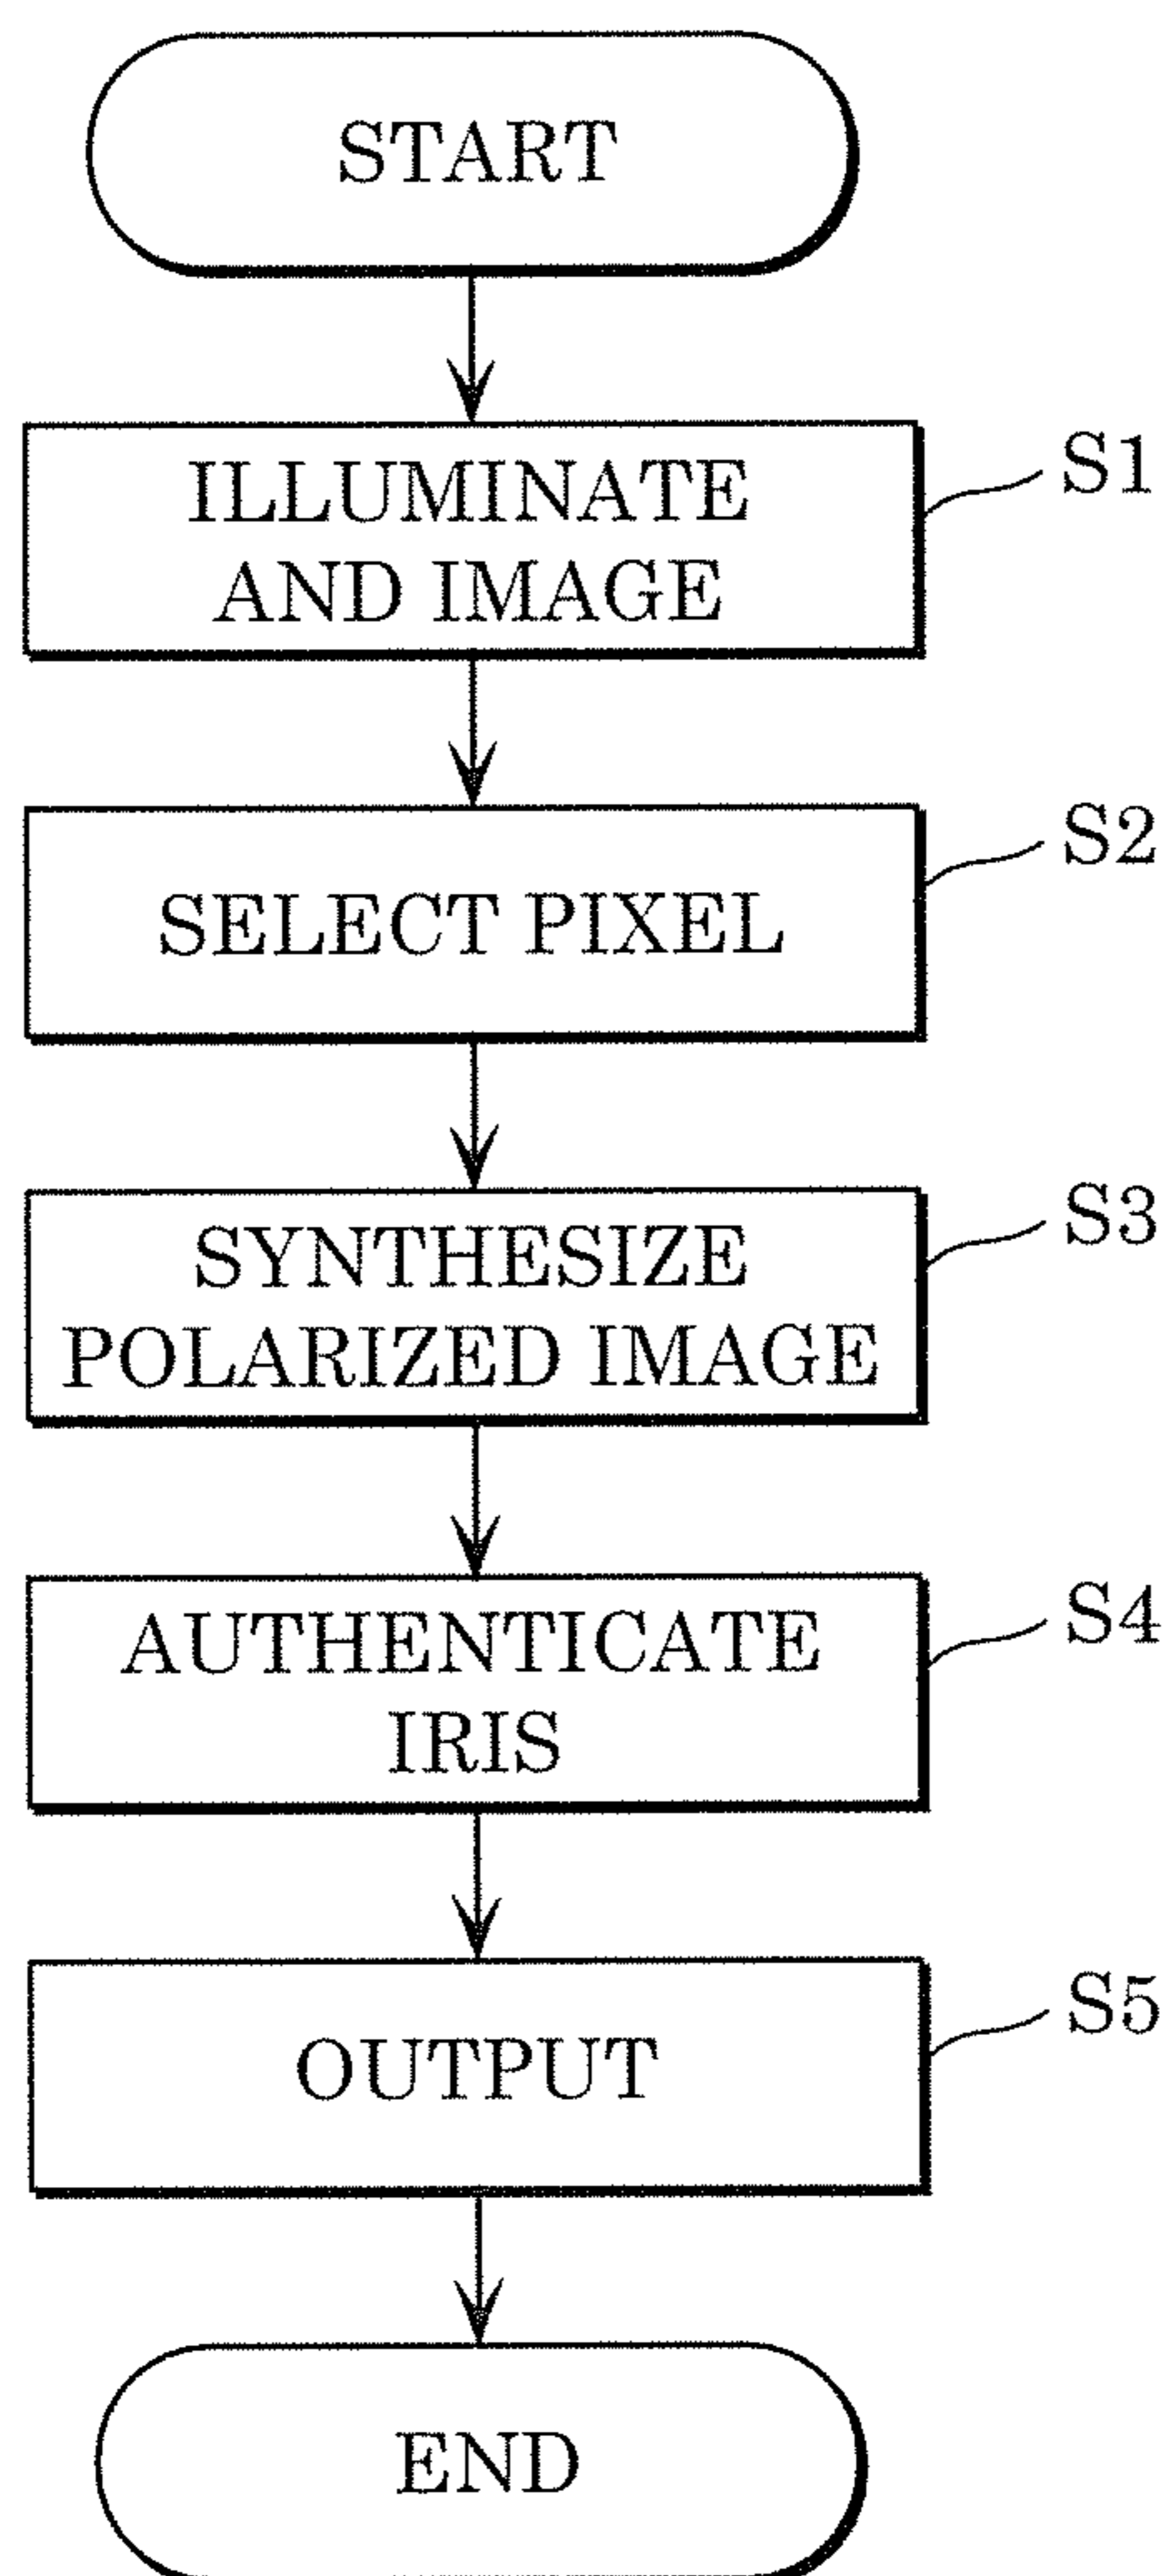 START
ILLUMINATE
AND IMAGE
S1
SELECT PIXEL
S2
SYNTHESIZE
POLARIZED IMAGE
S3
AUTHENTICATE
IRIS
S4
OUTPUT
S5
END